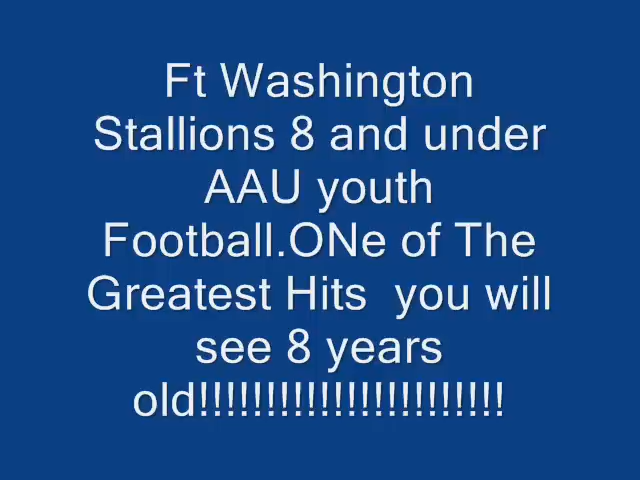 Ft Washington
Stallions 8 and under
AAU youth
Football.ONe of The
Greatest Hits  you will
see 8 years
old!!!!!!!!!!!!!!!!!!!!!!!